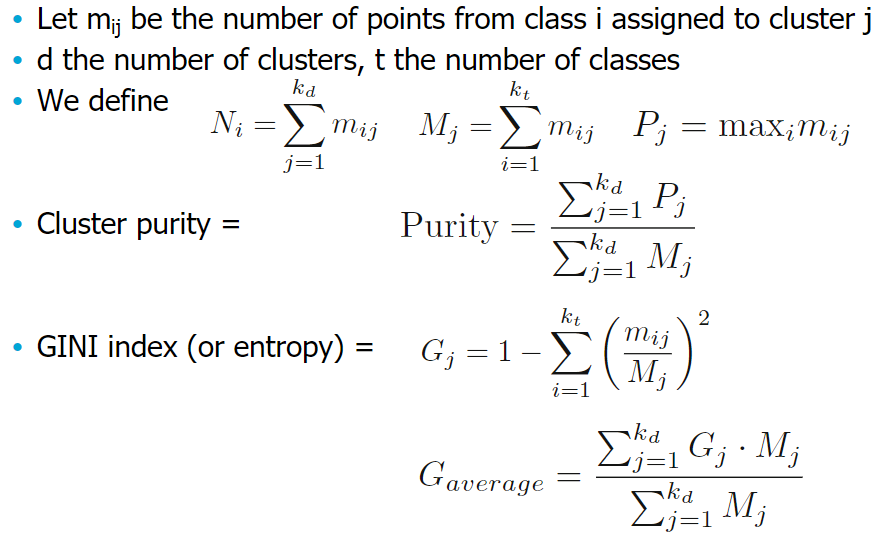 • Let m_ij be the number of points from class i assigned to cluster j
• d the number of clusters, t the number of classes
• We define N_i = \sum_{j=1}^{k_d} m_{ij} M_j = \sum_{i=1}^{k_t} m_{ij} P_j = max_i m_{ij}
• Cluster purity = Purity = \frac{\sum_{j=1}^{k_d} P_j}{\sum_{j=1}^{k_d} M_j}
• GINI index (or entropy) = G_j = 1 - \sum_{i=1}^{k_t} \left( \frac{m_{ij}}{M_j} \right)^2
G_{average} = \frac{\sum_{j=1}^{k_d} G_j \cdot M_j}{\sum_{j=1}^{k_d} M_j}